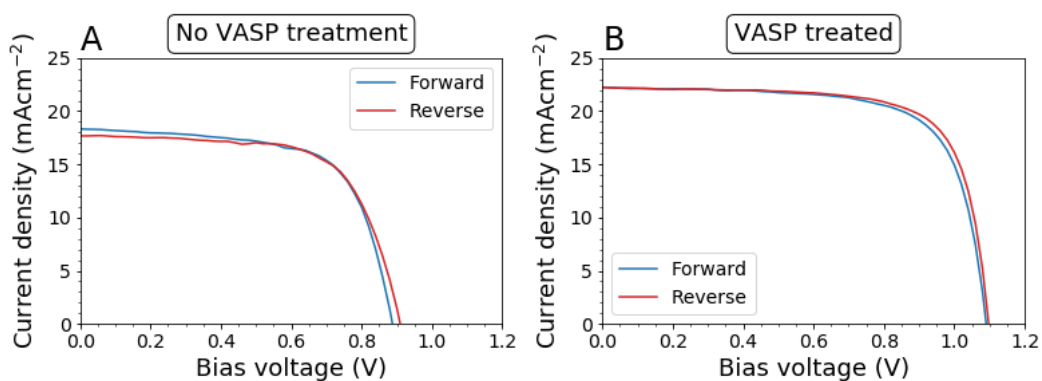 A
No VASP treatment
Current density (mAcm⁻²)
25
20
15
10
5
0
Forward
Reverse
0.0 0.2 0.4 0.6 0.8 1.0 1.2
Bias voltage (V)
B
VASP treated
Current density (mAcm⁻²)
25
20
15
10
5
0
Forward
Reverse
0.0 0.2 0.4 0.6 0.8 1.0 1.2
Bias voltage (V)